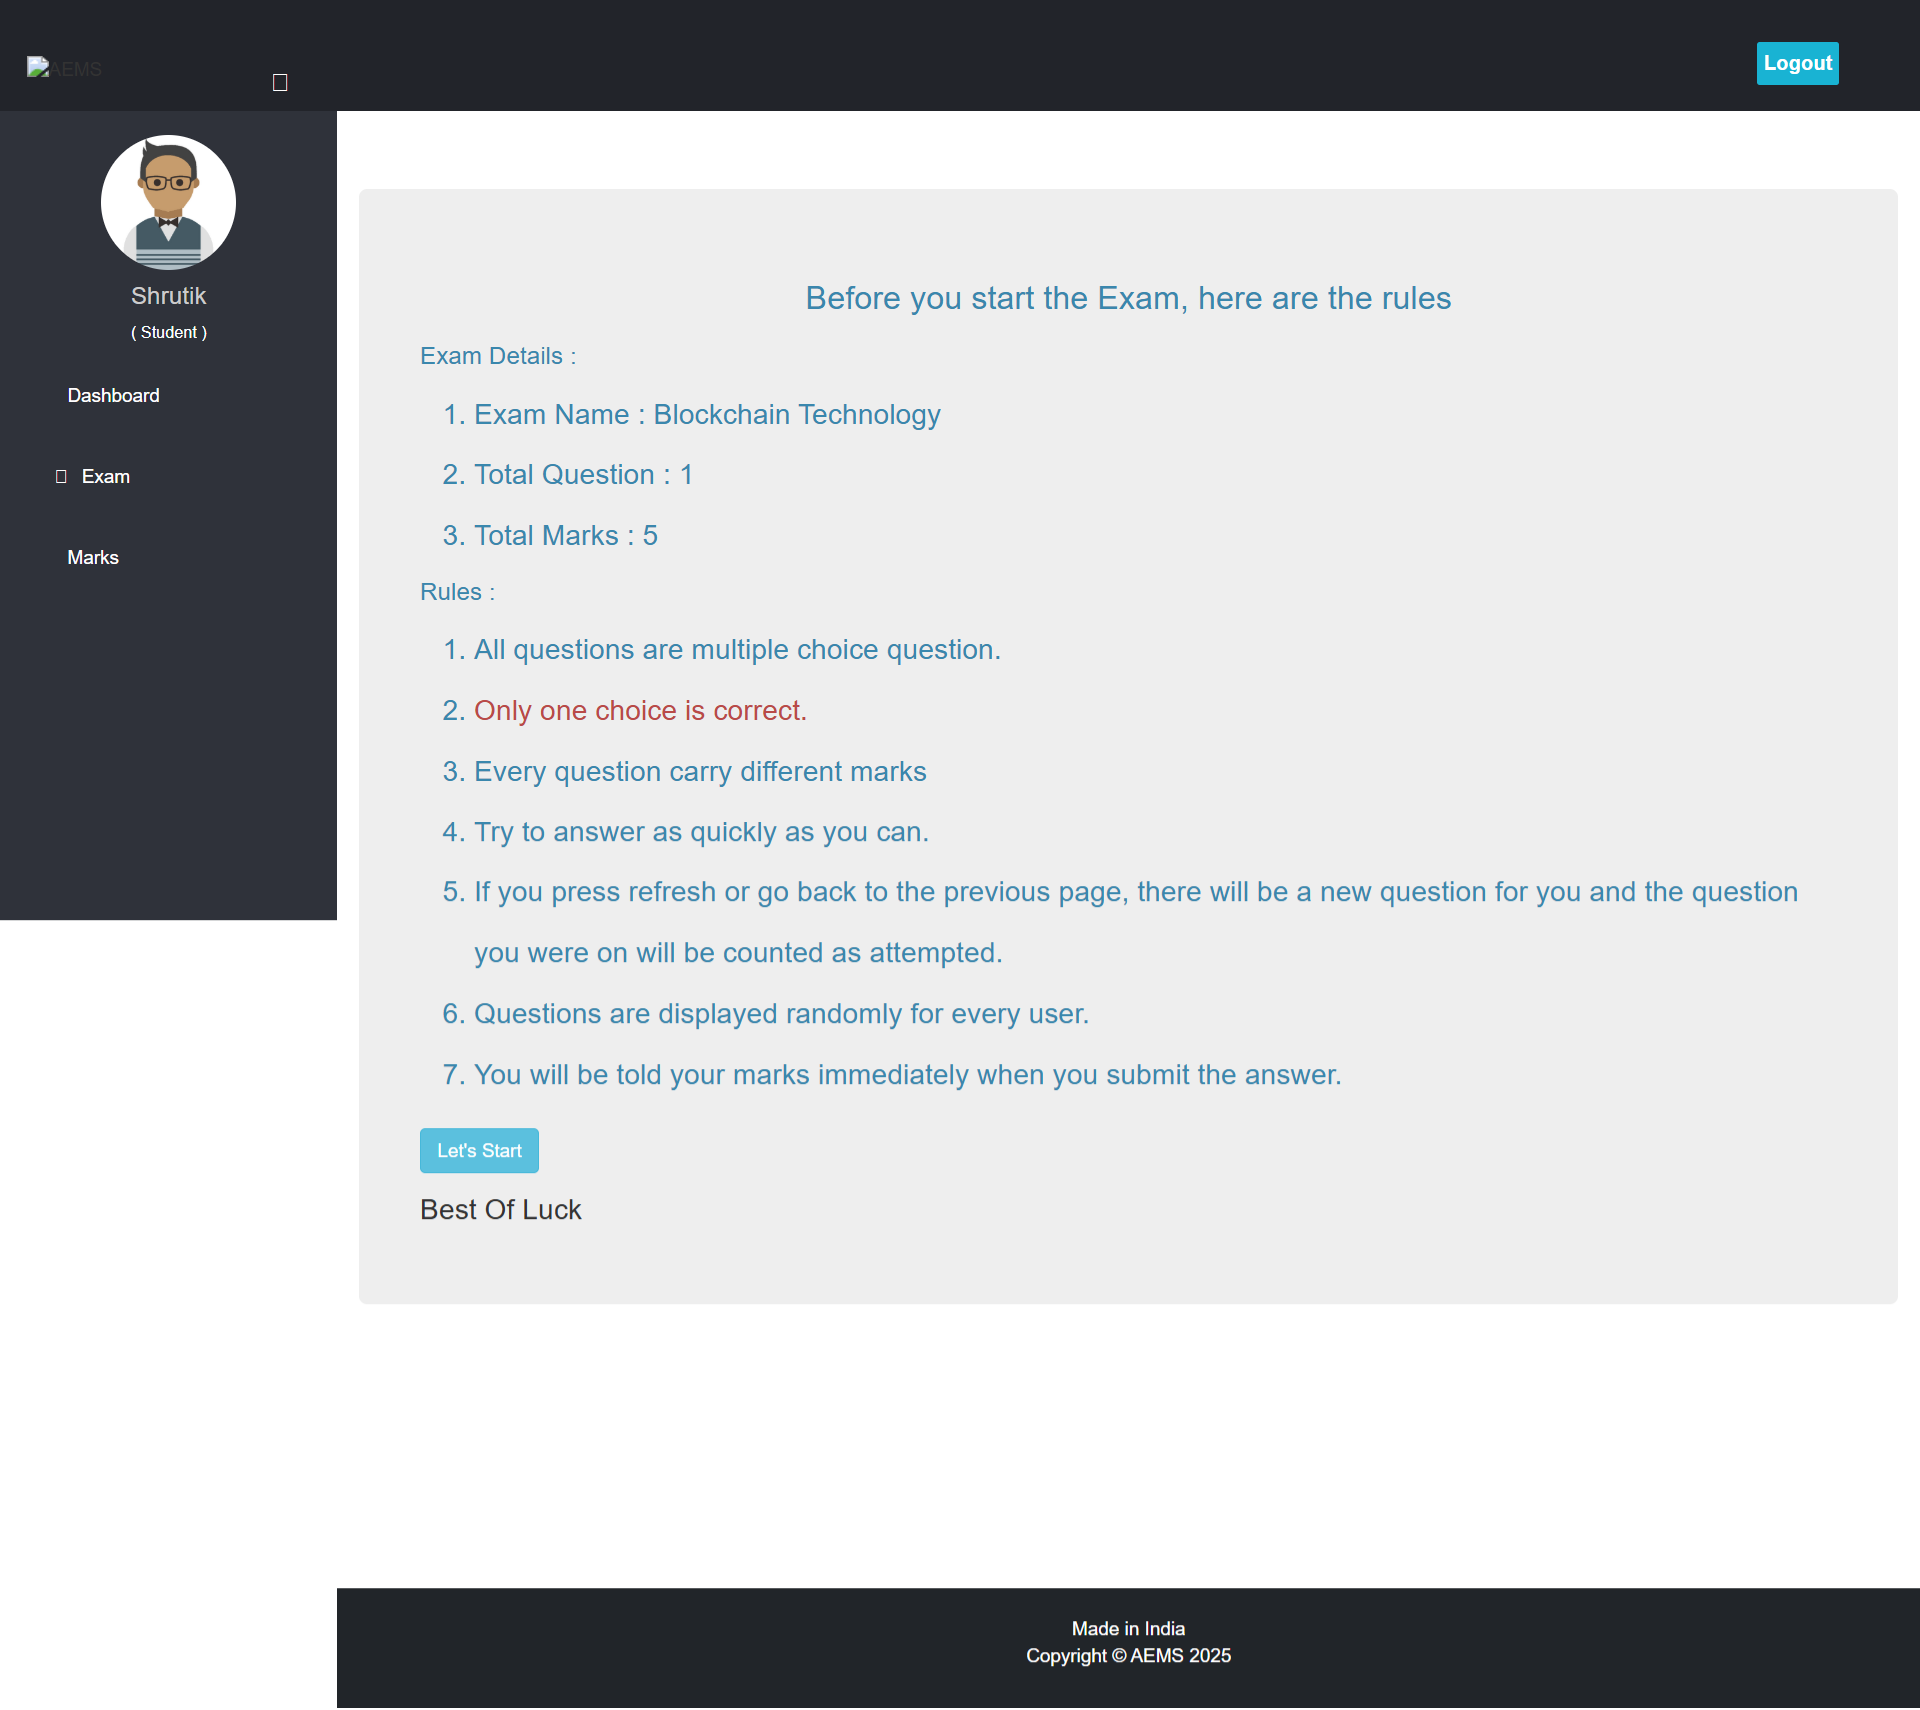 AEMS
Logout
Shrutik
( Student )
Dashboard
Exam
Marks
Before you start the Exam, here are the rules
Exam Details :
1. Exam Name : Blockchain Technology
2. Total Question : 1
3. Total Marks : 5
Rules :
1. All questions are multiple choice question.
2. Only one choice is correct.
3. Every question carry different marks
4. Try to answer as quickly as you can.
5. If you press refresh or go back to the previous page, there will be a new question for you and the question
you were on will be counted as attempted.
6. Questions are displayed randomly for every user.
7. You will be told your marks immediately when you submit the answer.
Let's Start
Best Of Luck
Made in India
Copyright © AEMS 2025